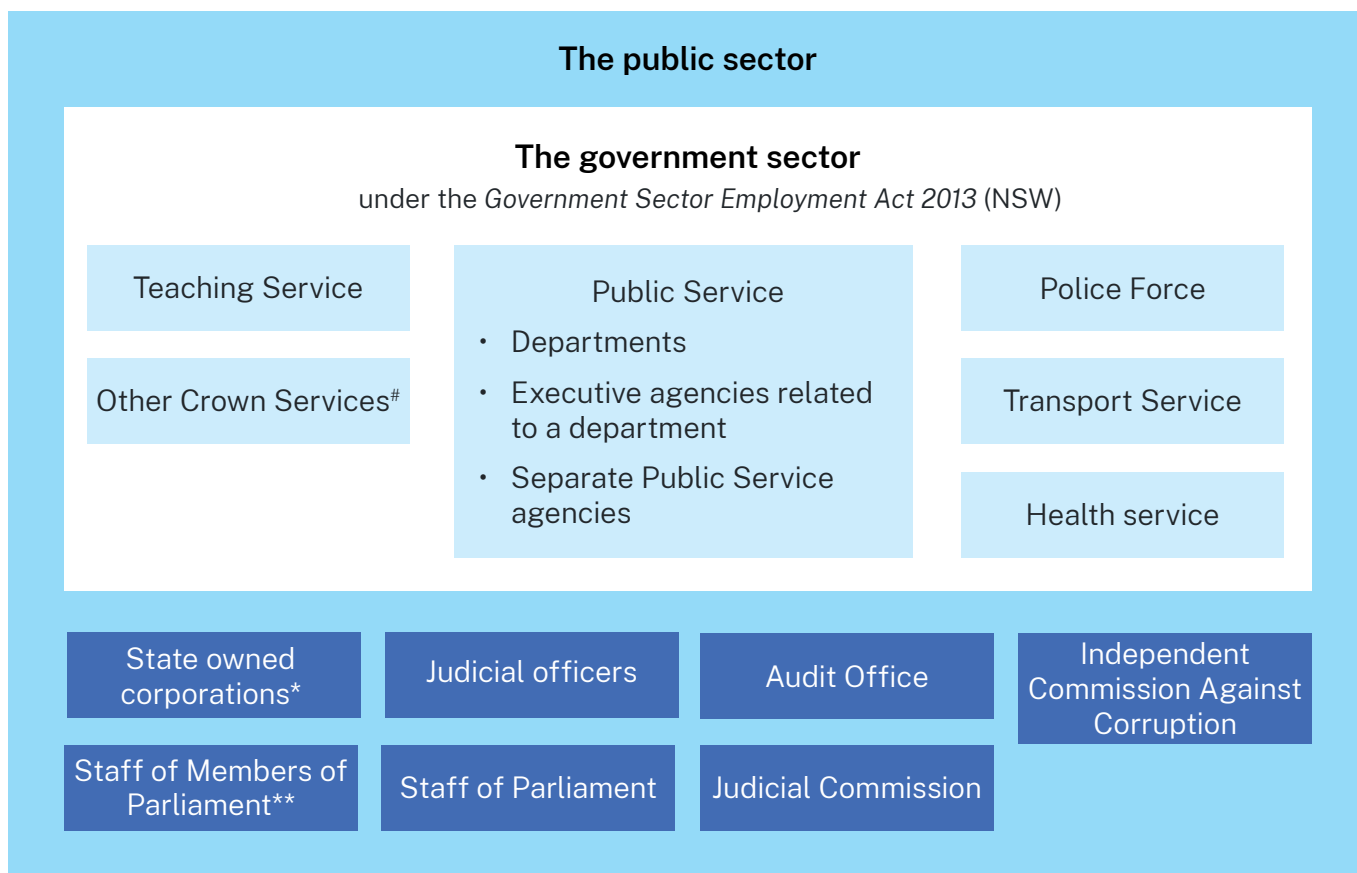 The public sector
The government sector
under the Government Sector Employment Act 2013 (NSW)
Teaching Service
Other Crown Services#
Public Service
• Departments
• Executive agencies related
to a department
• Separate Public Service
agencies
Police Force
Transport Service
Health service
State owned
corporations*
Judicial officers
Audit Office
Independent
Commission Against
Corruption
Staff of Members of
Parliament**
Staff of Parliament
Judicial Commission